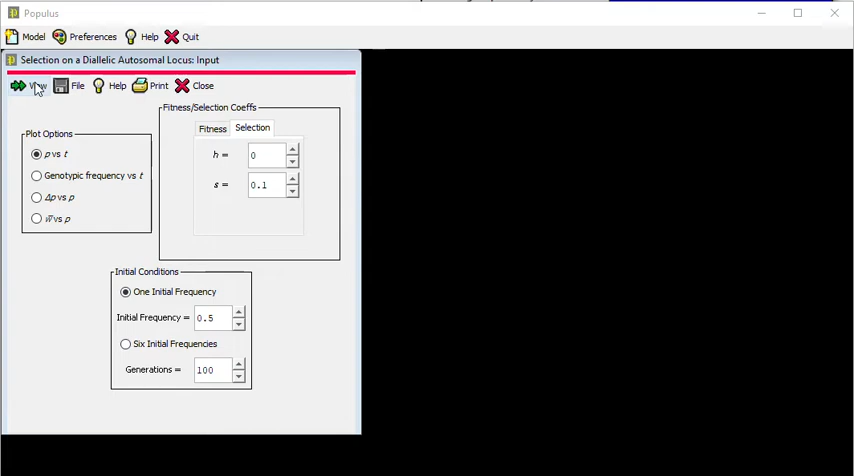 Populus
Model Preferences Help Quit
Selection on a Diallelic Autosomal Locus: Input
View File Help Print Close
Fitness/Selection Coeffs
Fitness Selection
h = 0
s = 0.1
Plot Options
p vs t
Genotypic frequency vs t
Δp vs p
w̅ vs p
Initial Conditions
One Initial Frequency
Initial Frequency = 0.5
Six Initial Frequencies
Generations = 100